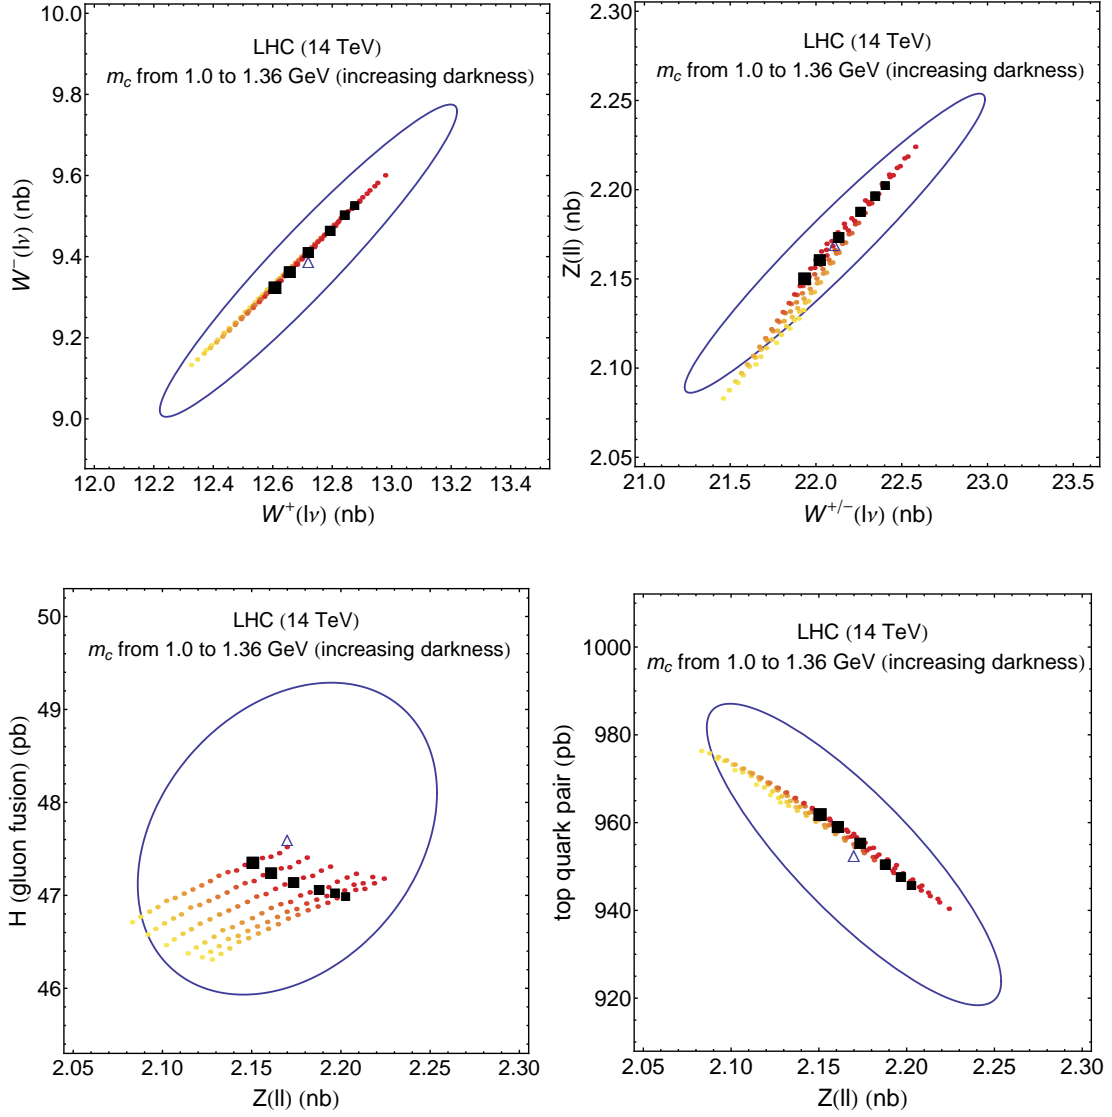 10.0
9.8
9.6
9.4
9.2
9.0
W⁻(lν) (nb)
LHC (14 TeV)
m_c from 1.0 to 1.36 GeV (increasing darkness)
12.0 12.2 12.4 12.6 12.8 13.0 13.2 13.4
W⁺(lν) (nb)
2.30
2.25
2.20
2.15
2.10
2.05
Z(ll) (nb)
LHC (14 TeV)
m_c from 1.0 to 1.36 GeV (increasing darkness)
21.0 21.5 22.0 22.5 23.0 23.5
W⁺/⁻(lν) (nb)
50
49
48
47
46
H (gluon fusion) (pb)
LHC (14 TeV)
m_c from 1.0 to 1.36 GeV (increasing darkness)
2.05 2.10 2.15 2.20 2.25 2.30
Z(ll) (nb)
1000
980
960
940
920
top quark pair (pb)
LHC (14 TeV)
m_c from 1.0 to 1.36 GeV (increasing darkness)
2.05 2.10 2.15 2.20 2.25 2.30
Z(ll) (nb)